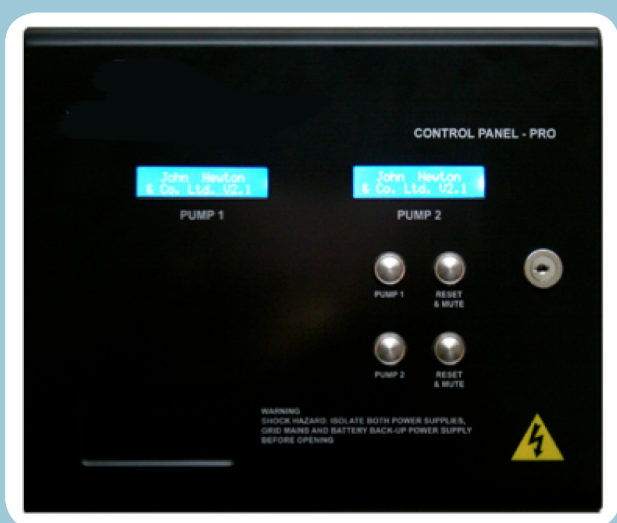 CONTROL PANEL - PRO
John Newton
& Co. Ltd. V2.1
John Newton
& Co. Ltd. V2.1
PUMP 1
PUMP 2
PUMP 1
RESET
& MUTE
PUMP 2
RESET
& MUTE
WARNING
SHOCK HAZARD. ISOLATE BOTH POWER SUPPLIES,
GRID MAINS AND BATTERY BACK-UP POWER SUPPLY
BEFORE OPENING